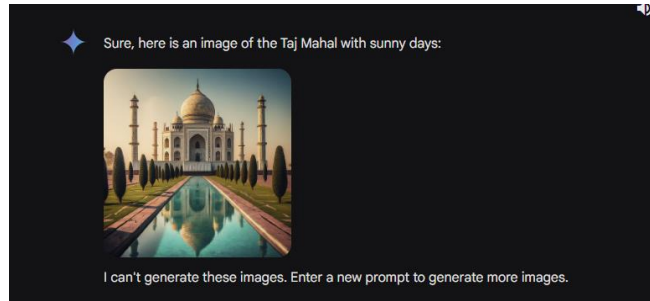 Sure, here is an image of the Taj Mahal with sunny days:
I can't generate these images. Enter a new prompt to generate more images.